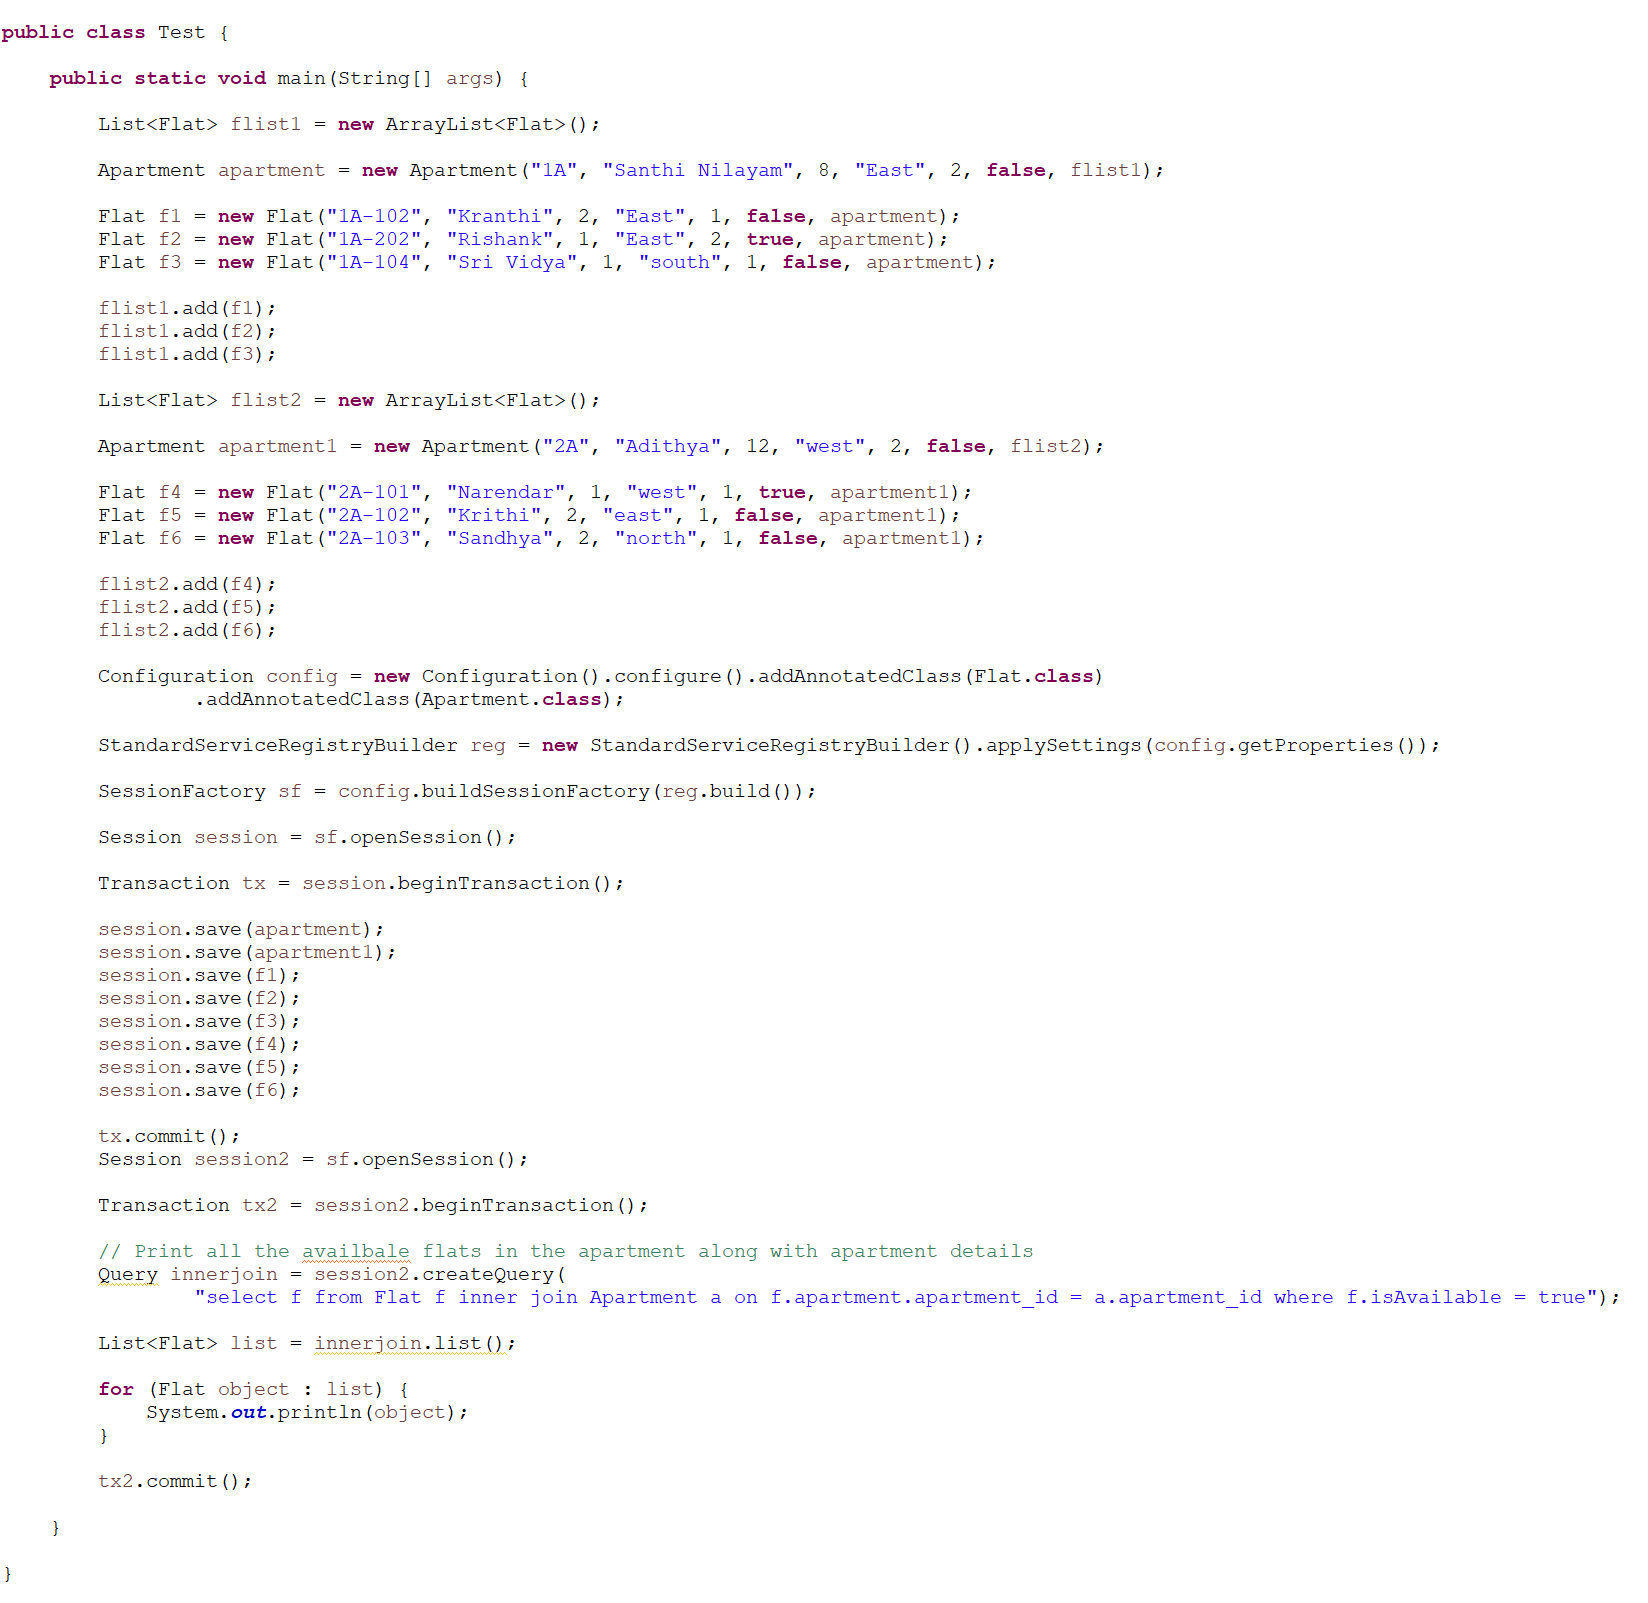 public class Test {
public static void main(String[] args) {
List<Flat> flist1 = new ArrayList<Flat>();
Apartment apartment = new Apartment("1A", "Santhi Nilayam", 8, "East", 2, false, flist1);
Flat f1 = new Flat("1A-102", "Kranthi", 2, "East", 1, false, apartment);
Flat f2 = new Flat("1A-202", "Rishank", 1, "East", 2, true, apartment);
Flat f3 = new Flat("1A-104", "Sri Vidya", 1, "south", 1, false, apartment);
flist1.add(f1);
flist1.add(f2);
flist1.add(f3);
List<Flat> flist2 = new ArrayList<Flat>();
Apartment apartment1 = new Apartment("2A", "Adithya", 12, "west", 2, false, flist2);
Flat f4 = new Flat("2A-101", "Narendar", 1, "west", 1, true, apartment1);
Flat f5 = new Flat("2A-102", "Krithi", 2, "east", 1, false, apartment1);
Flat f6 = new Flat("2A-103", "Sandhya", 2, "north", 1, false, apartment1);
flist2.add(f4);
flist2.add(f5);
flist2.add(f6);
Configuration config = new Configuration().configure().addAnnotatedClass(Flat.class)
.addAnnotatedClass(Apartment.class);
StandardServiceRegistryBuilder reg = new StandardServiceRegistryBuilder().applySettings(config.getProperties());
SessionFactory sf = config.buildSessionFactory(reg.build());
Session session = sf.openSession();
Transaction tx = session.beginTransaction();
session.save(apartment);
session.save(apartment1);
session.save(f1);
session.save(f2);
session.save(f3);
session.save(f4);
session.save(f5);
session.save(f6);
tx.commit();
Session session2 = sf.openSession();
Transaction tx2 = session2.beginTransaction();
// Print all the availbale flats in the apartment along with apartment details
Query innerjoin = session2.createQuery(
"select f from Flat f inner join Apartment a on f.apartment.apartment_id = a.apartment_id where f.isAvailable = true");
List<Flat> list = innerjoin.list();
for (Flat object : list) {
System.out.println(object);
}
tx2.commit();
}
}